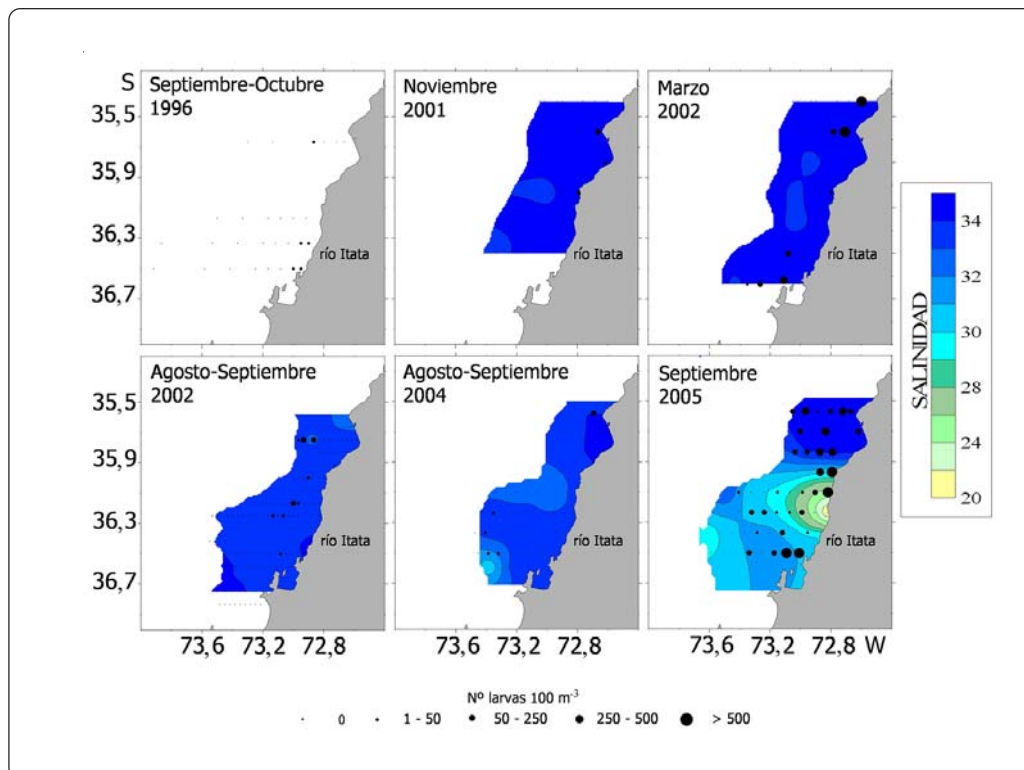 S
Septiembre-Octubre
1996
35,5
35,9
36,3
36,7
río Itata
Noviembre
2001
río Itata
Marzo
2002
río Itata
Agosto-Septiembre
2002
35,5
35,9
36,3
36,7
río Itata
73,6 73,2 72,8
Agosto-Septiembre
2004
río Itata
73,6 73,2 72,8
Septiembre
2005
río Itata
73,6 73,2 72,8 W
SALINIDAD
34
32
30
28
24
20
Nº larvas 100 m-3
0 1 - 50 50 - 250 250 - 500 > 500